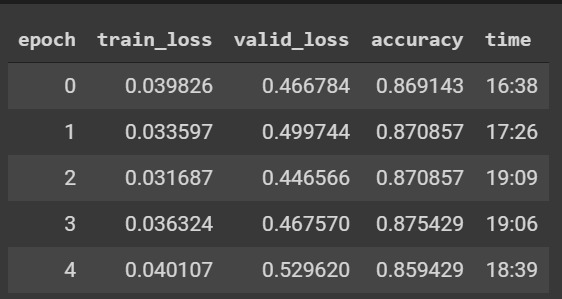 epoch train_loss valid_loss accuracy time
0 0.039826 0.466784 0.869143 16:38
1 0.033597 0.499744 0.870857 17:26
2 0.031687 0.446566 0.870857 19:09
3 0.036324 0.467570 0.875429 19:06
4 0.040107 0.529620 0.859429 18:39